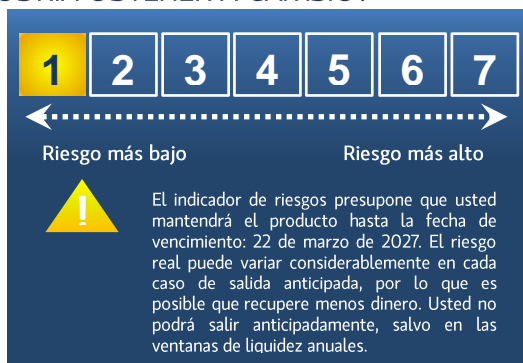 1 2 3 4 5 6 7
Riesgo más bajo Riesgo más alto
!
El indicador de riesgos presupone que usted
mantendrá el producto hasta la fecha de
vencimiento: 22 de marzo de 2027. El riesgo
real puede variar considerablemente en cada
caso de salida anticipada, por lo que es
posible que recupere menos dinero. Usted no
podrá salir anticipadamente, salvo en las
ventanas de liquidez anuales.